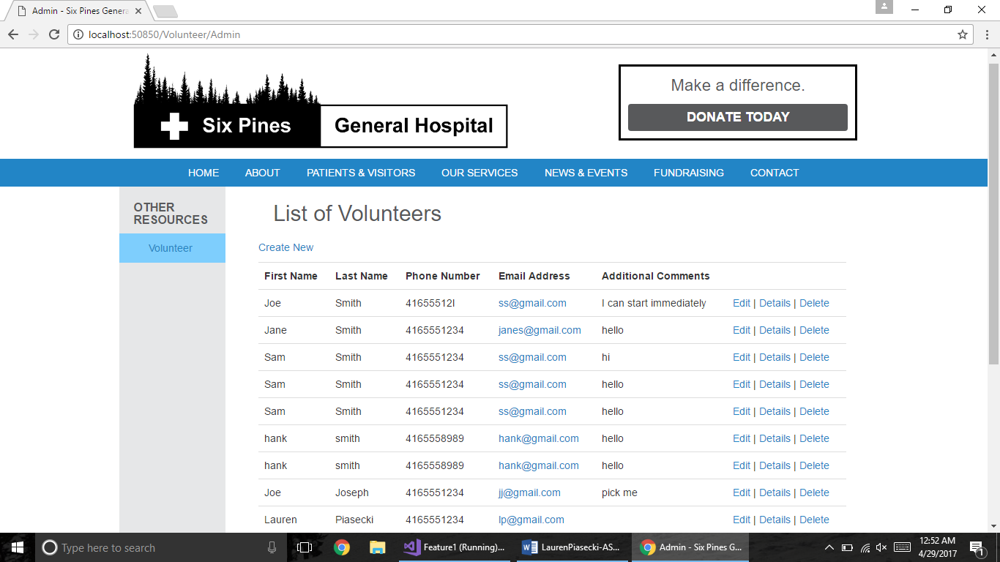 Admin - Six Pines Genera
localhost:50850/Volunteer/Admin
Six Pines General Hospital
Make a difference.
DONATE TODAY
HOME ABOUT PATIENTS & VISITORS OUR SERVICES NEWS & EVENTS FUNDRAISING CONTACT
OTHER
RESOURCES
Volunteer
List of Volunteers
Create New
First Name Last Name Phone Number Email Address Additional Comments
Joe Smith 41655512l ss@gmail.com I can start immediately Edit | Details | Delete
Jane Smith 4165551234 janes@gmail.com hello Edit | Details | Delete
Sam Smith 4165551234 ss@gmail.com hi Edit | Details | Delete
Sam Smith 4165551234 ss@gmail.com hello Edit | Details | Delete
Sam Smith 4165551234 ss@gmail.com hello Edit | Details | Delete
hank smith 4165558989 hank@gmail.com hello Edit | Details | Delete
hank smith 4165558989 hank@gmail.com hello Edit | Details | Delete
Joe Joseph 4165551234 jj@gmail.com pick me Edit | Details | Delete
Lauren Piasecki 4165551234 lp@gmail.com Edit | Details | Delete
Type here to search
Feature1 (Running)...
LaurenPiasecki-AS...
Admin - Six Pines G...
12:52 AM
4/29/2017
1